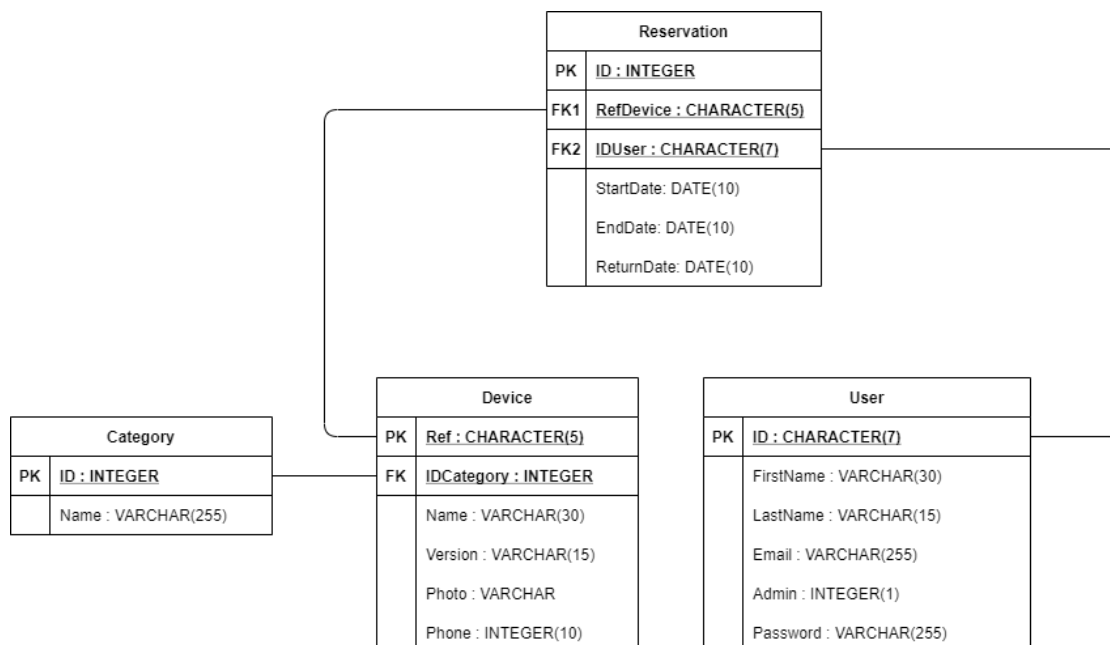 Reservation
PK ID : INTEGER
FK1 RefDevice : CHARACTER(5)
FK2 IDUser : CHARACTER(7)
StartDate: DATE(10)
EndDate: DATE(10)
ReturnDate: DATE(10)
Category
PK ID : INTEGER
Name : VARCHAR(255)
Device
PK Ref : CHARACTER(5)
FK IDCategory : INTEGER
Name : VARCHAR(30)
Version : VARCHAR(15)
Photo : VARCHAR
Phone : INTEGER(10)
User
PK ID : CHARACTER(7)
FirstName : VARCHAR(30)
LastName : VARCHAR(15)
Email : VARCHAR(255)
Admin : INTEGER(1)
Password : VARCHAR(255)